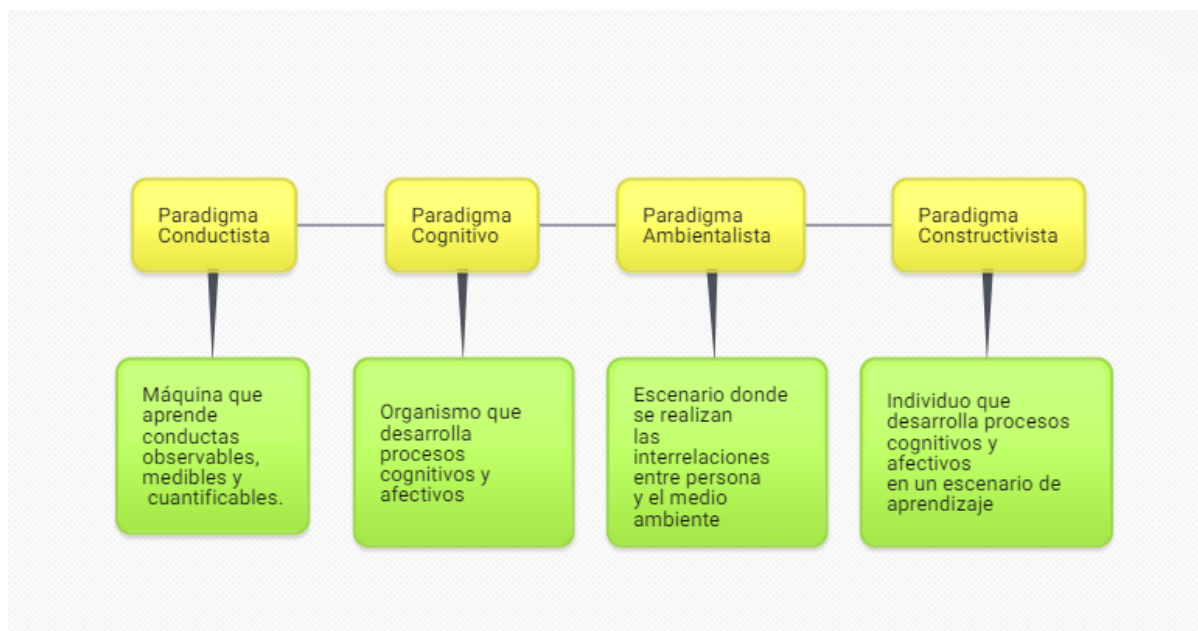 Paradigma
Conductista
Paradigma
Cognitivo
Paradigma
Ambientalista
Paradigma
Constructivista
Máquina que
aprende
conductas
observables,
medibles y
cuantificables.
Organismo que
desarrolla
procesos
cognitivos y
afectivos
Escenario donde
se realizan
las
interrelaciones
entre persona
y el medio
ambiente
Individuo que
desarrolla procesos
cognitivos y
afectivos
en un escenario de
aprendizaje